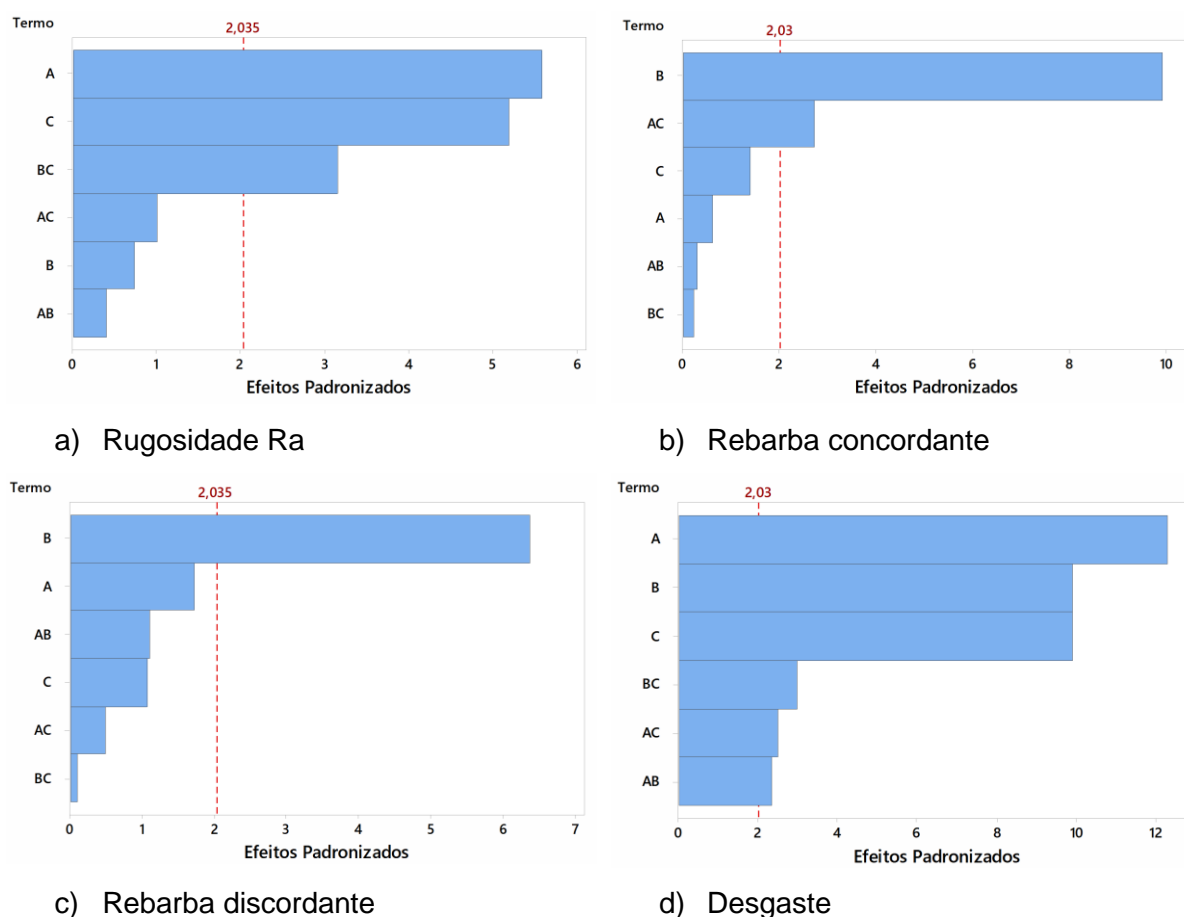 Termo
2,035
A
C
BC
AC
B
AB
0 1 2 3 4 5 6
Efeitos Padronizados
a) Rugosidade Ra
Termo
2,03
B
AC
C
A
AB
BC
0 2 4 6 8 10
Efeitos Padronizados
b) Rebarba concordante
Termo
2,035
B
A
AB
C
AC
BC
0 1 2 3 4 5 6 7
Efeitos Padronizados
c) Rebarba discordante
Termo
2,03
A
B
C
BC
AC
AB
0 2 4 6 8 10 12
Efeitos Padronizados
d) Desgaste